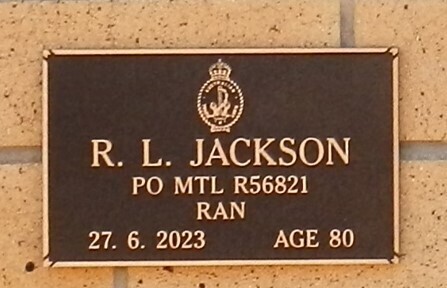 R. L. JACKSON
PO MTL R56821
RAN
27. 6. 2023 AGE 80